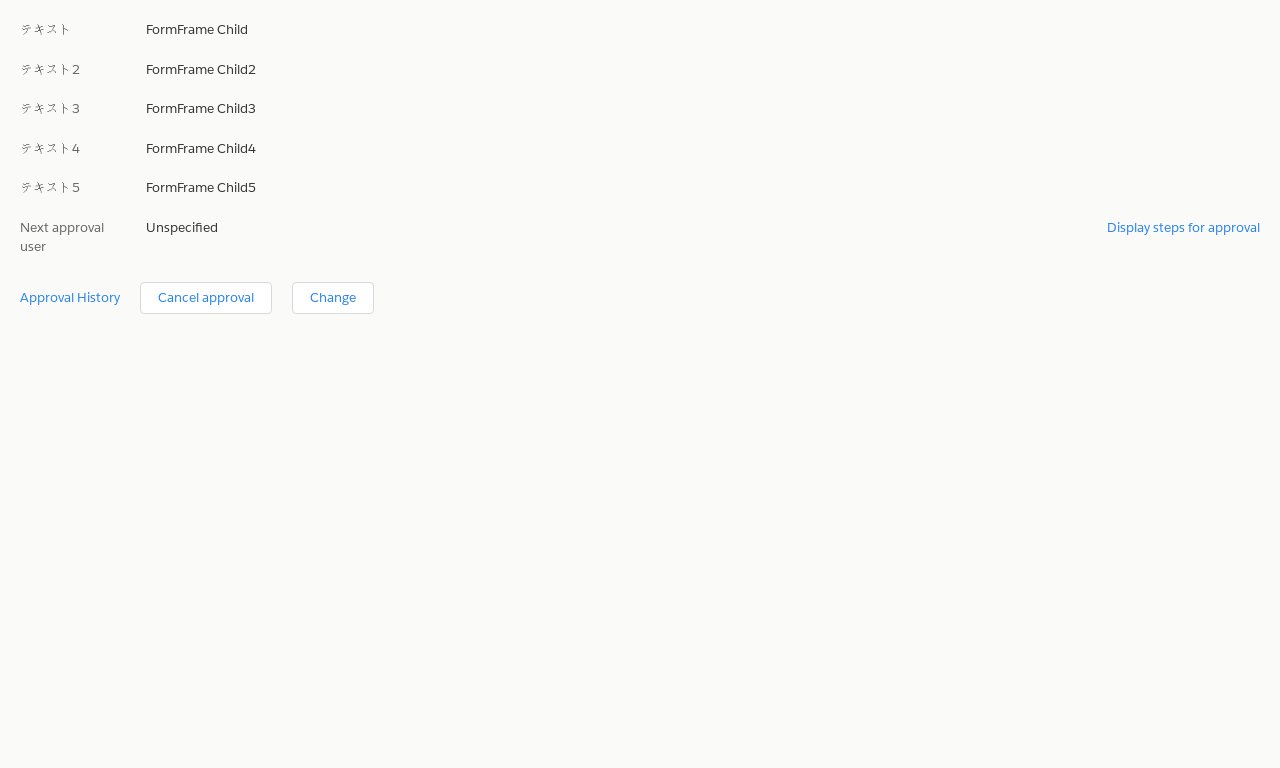 テキスト FormFrame Child
テキスト2 FormFrame Child2
テキスト3 FormFrame Child3
テキスト4 FormFrame Child4
テキスト5 FormFrame Child5
Next approval user Unspecified Display steps for approval
Approval History Cancel approval Change